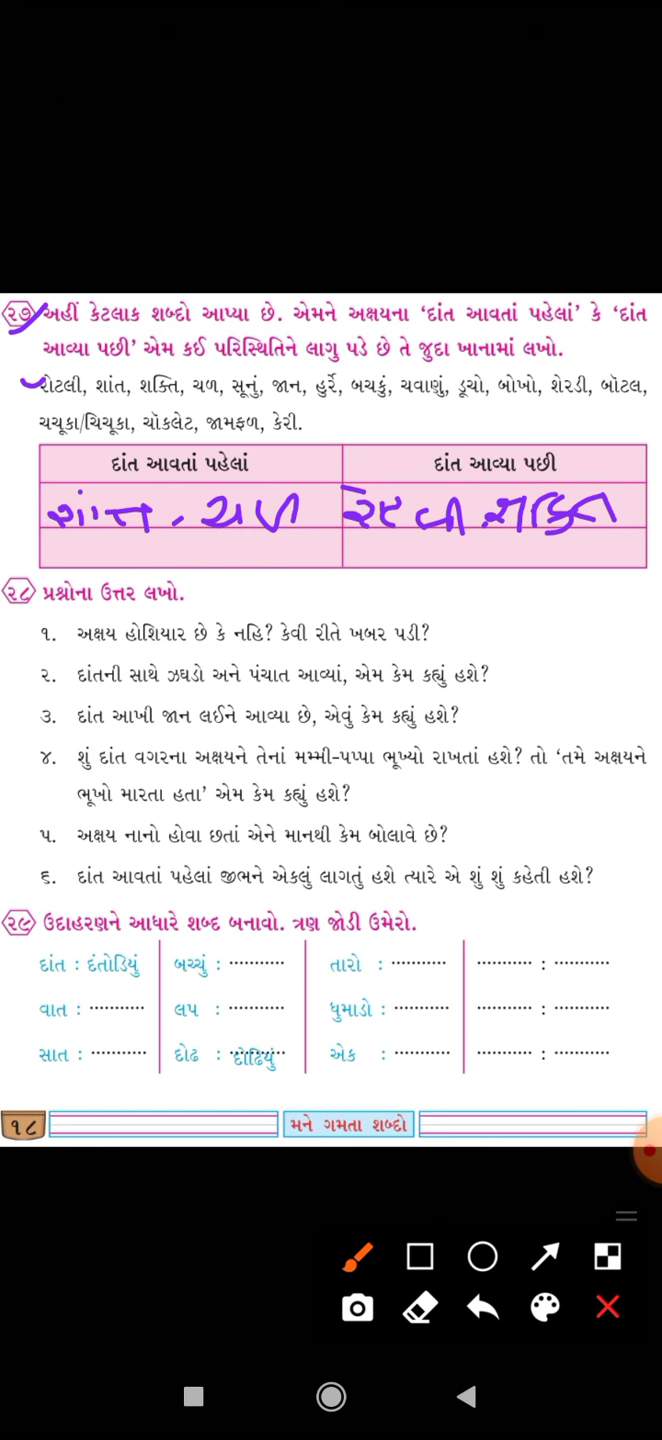 ૨૭ અહીં કેટલાક શબ્દો આપ્યા છે. એમને અક્ષયના ‘દાંત આવતાં પહેલાં’ કે ‘દાંત
આવ્યા પછી’ એમ કઈ પરિસ્થિતિને લાગુ પડે છે તે જુદા ખાનામાં લખો.
રોટલી, શાંત, શક્તિ, ચળ, સૂનું, જાન, હુર્રે, બચકું, ચવાણું, ડૂચો, બોખો, શેરડી, બૉટલ,
ચચૂકા/ચિચૂકા, ચૉકલેટ, જામફળ, કેરી.
દાંત આવતાં પહેલાં દાંત આવ્યા પછી
શાંત, ચળ રોટલી શક્તિ
૨૮ પ્રશ્નોના ઉત્તર લખો.
૧. અક્ષય હોશિયાર છે કે નહિ? કેવી રીતે ખબર પડી?
૨. દાંતની સાથે ઝઘડો અને પંચાત આવ્યાં, એમ કેમ કહ્યું હશે?
૩. દાંત આખી જાન લઈને આવ્યા છે, એવું કેમ કહ્યું હશે?
૪. શું દાંત વગરના અક્ષયને તેનાં મમ્મી-પપ્પા ભૂખ્યો રાખતાં હશે? તો ‘તમે અક્ષયને
ભૂખો મારતા હતા’ એમ કેમ કહ્યું હશે?
૫. અક્ષય નાનો હોવા છતાં એને માનથી કેમ બોલાવે છે?
૬. દાંત આવતાં પહેલાં જીભને એકલું લાગતું હશે ત્યારે એ શું શું કહેતી હશે?
૨૯ ઉદાહરણને આધારે શબ્દ બનાવો. ત્રણ જોડી ઉમેરો.
દાંત : દંતોડિયું બચ્ચું : ........... તારો : ........... ........... : ...........
વાત : ........... લપ : ........... ધુમાડો : ........... ........... : ...........
સાત : ........... દોઢ : દોઢિયું એક : ........... ........... : ...........
૧૮ મને ગમતા શબ્દો